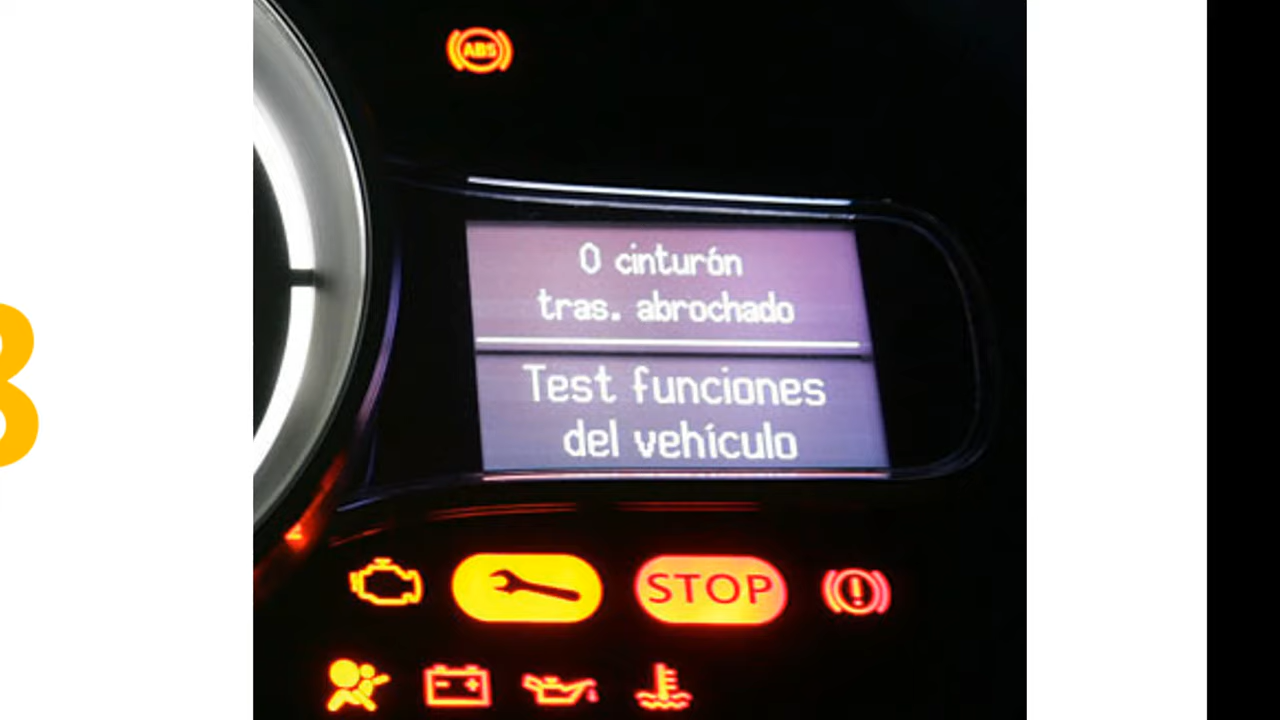 ABS
0 cinturón
tras. abrochado
Test funciones
del vehículo
STOP